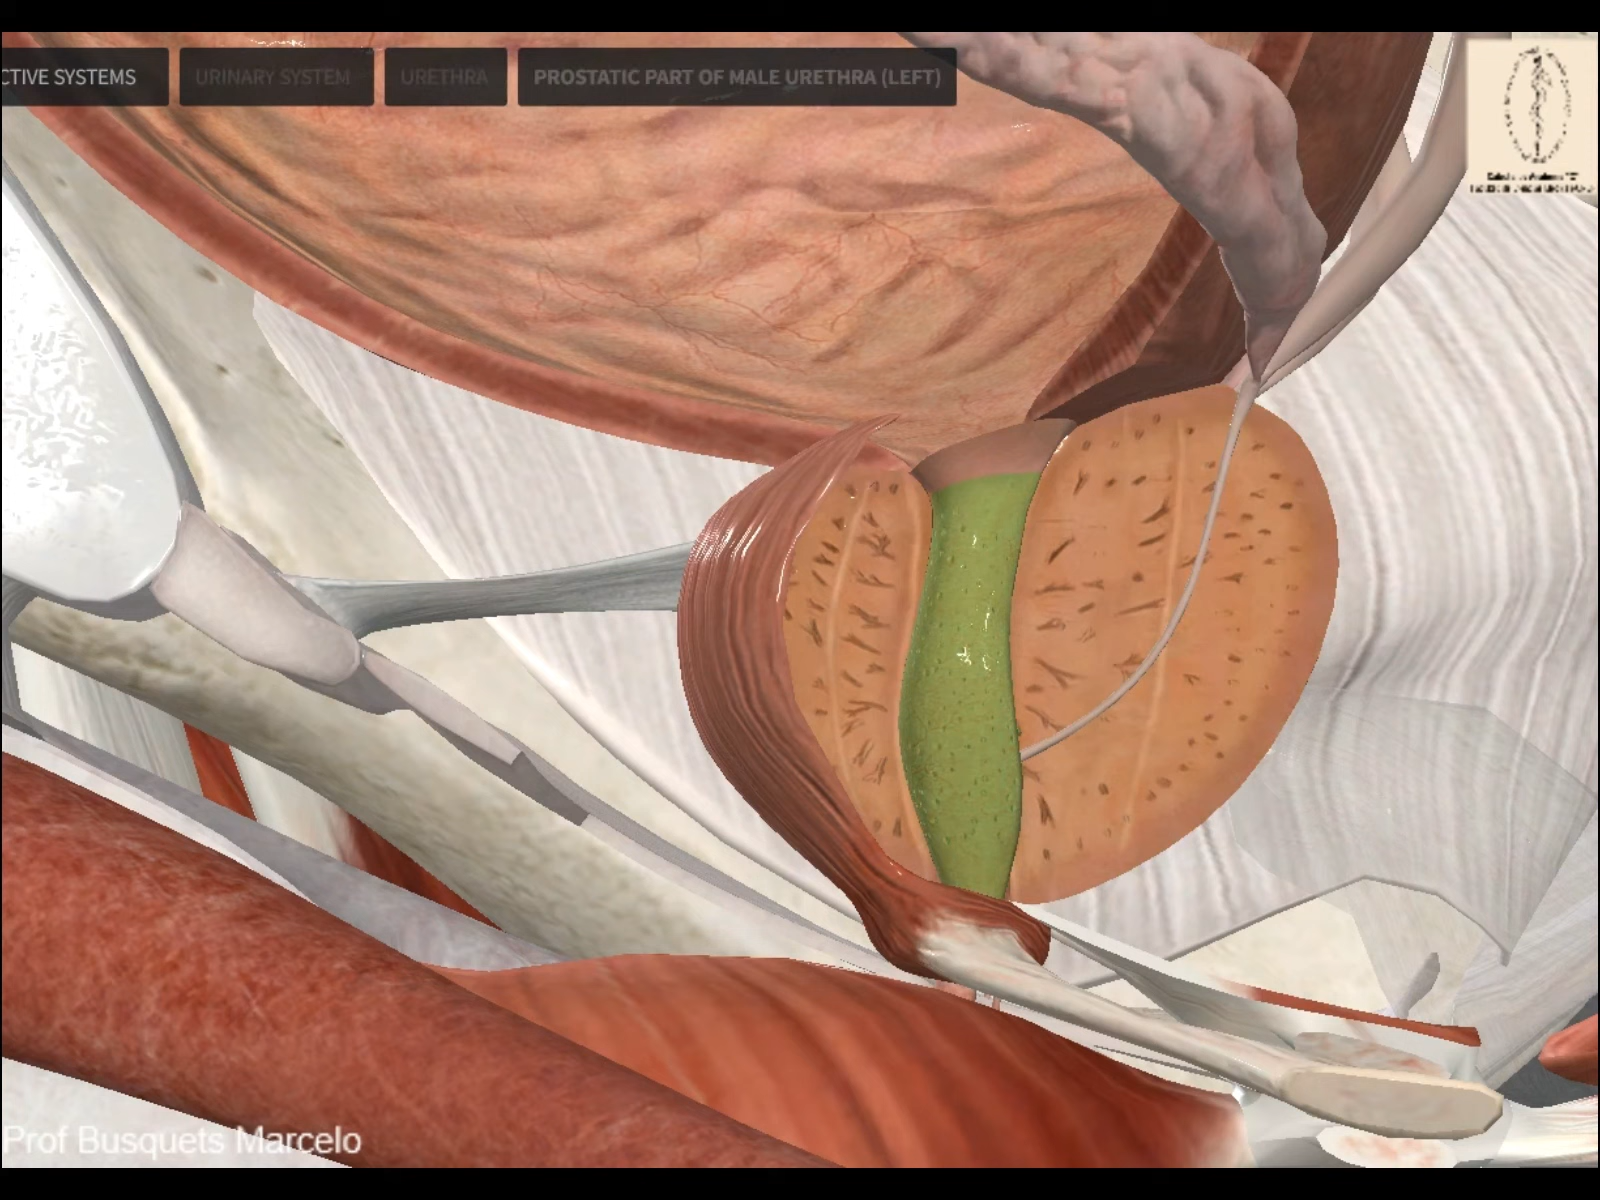 CTIVE SYSTEMS
URINARY SYSTEM
URETHRA
PROSTATIC PART OF MALE URETHRA (LEFT)
Prof Busquets Marcelo